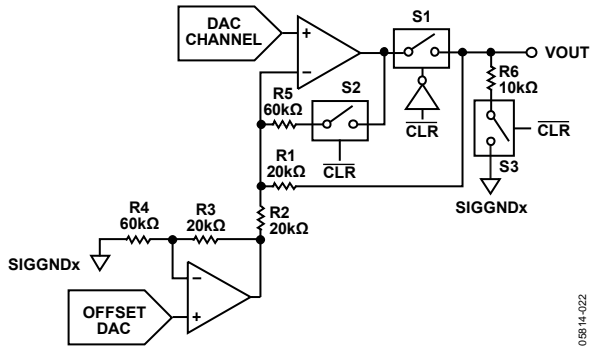 DAC
CHANNEL
+
−
S1
VOUT
R6
10kΩ
S2
R5
60kΩ
CLR
CLR
CLR
S3
R1
20kΩ
SIGGNDx
R4
60kΩ
R3
20kΩ
R2
20kΩ
SIGGNDx
−
+
OFFSET
DAC
05814-022